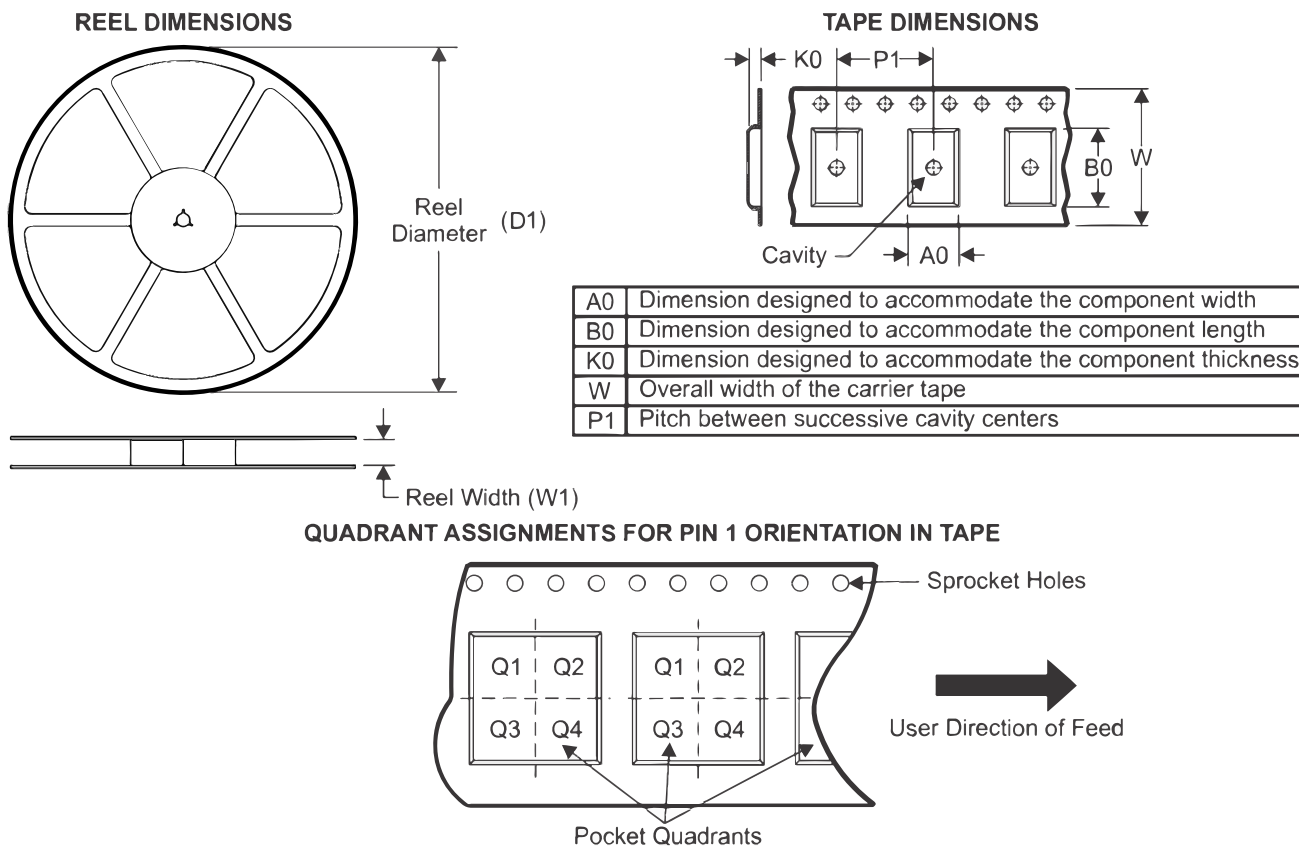 REEL DIMENSIONS
Reel
Diameter
(D1)
Reel Width (W1)
TAPE DIMENSIONS
K0
P1
B0
W
Cavity
A0
A0 Dimension designed to accommodate the component width
B0 Dimension designed to accommodate the component length
K0 Dimension designed to accommodate the component thickness
W Overall width of the carrier tape
P1 Pitch between successive cavity centers
QUADRANT ASSIGNMENTS FOR PIN 1 ORIENTATION IN TAPE
Sprocket Holes
Q1 Q2 Q1 Q2
Q3 Q4 Q3 Q4
User Direction of Feed
Pocket Quadrants